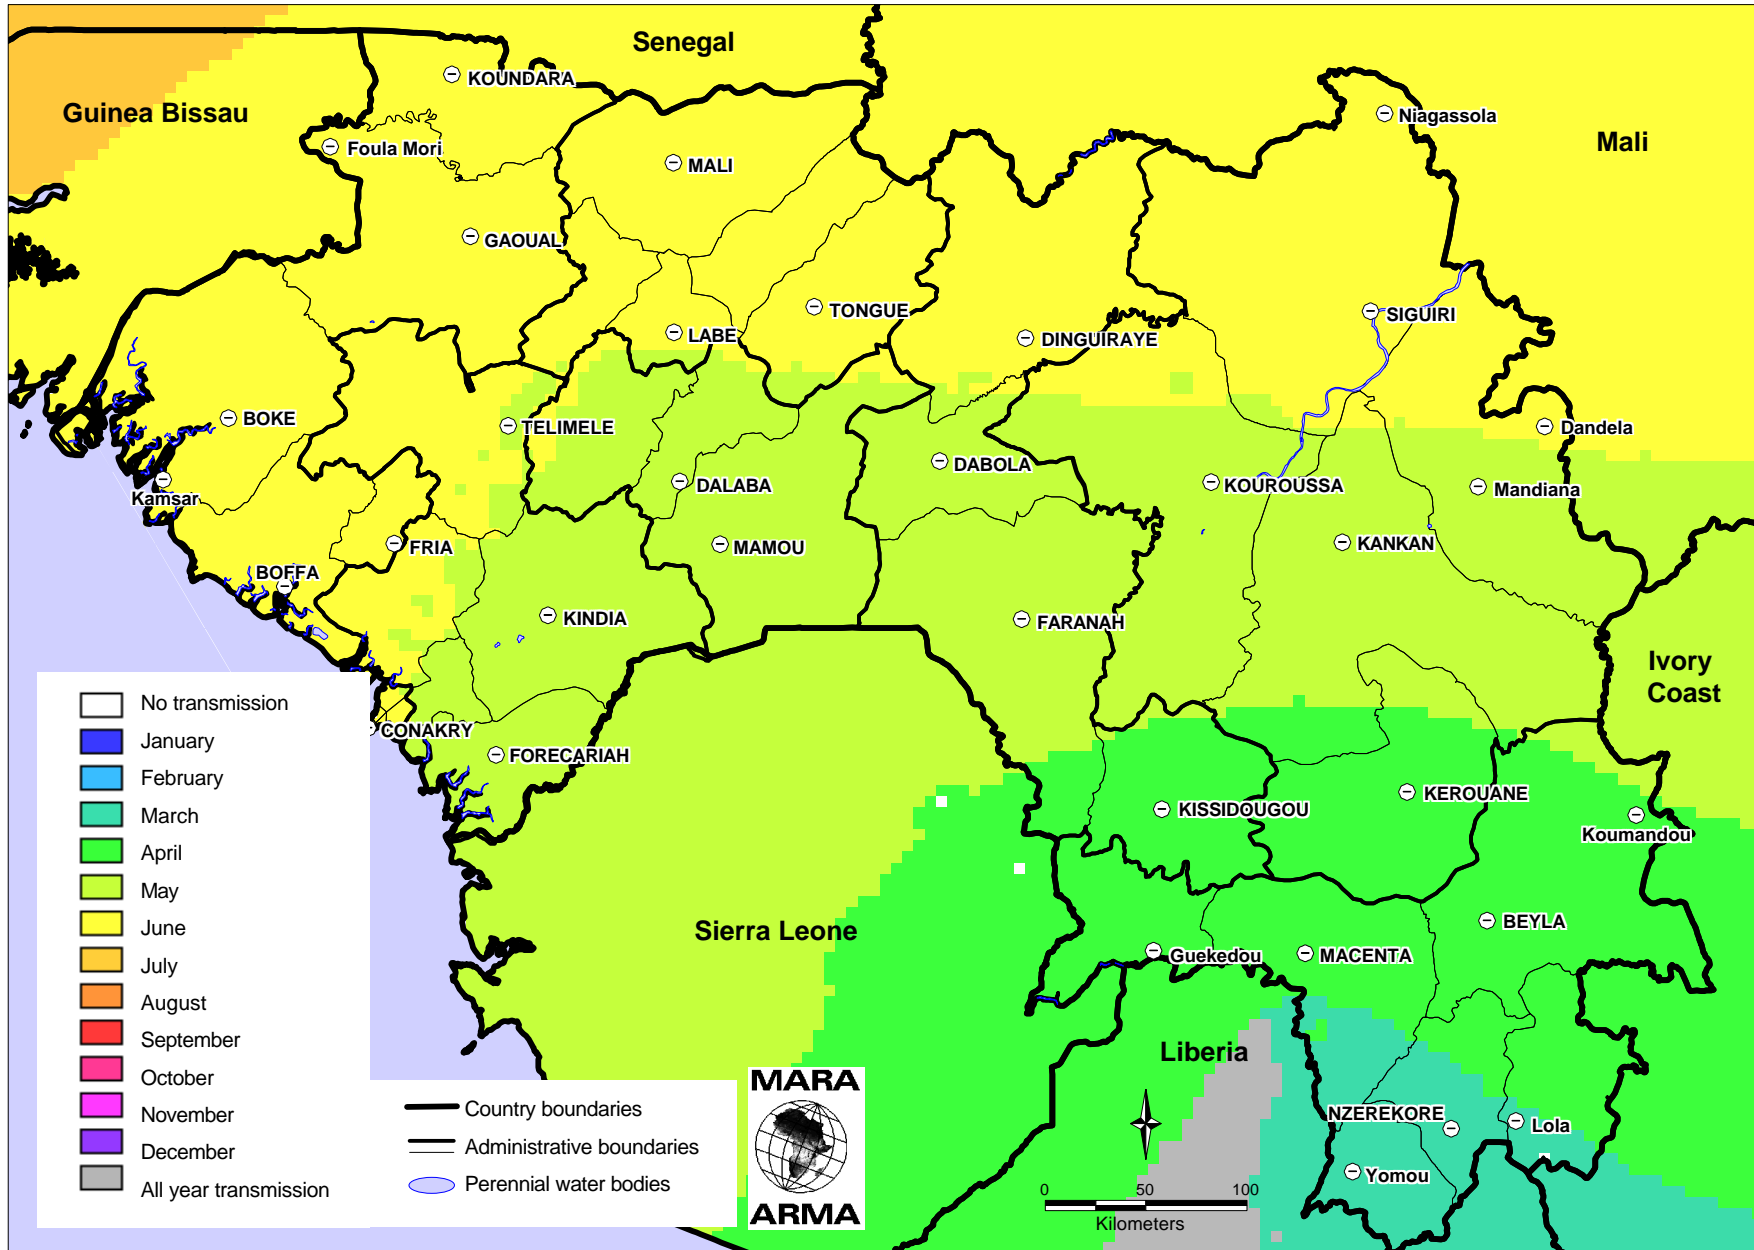 Senegal
KOUNDARA
Guinea Bissau
Niagassola
Mali
Foula Mori
MALI
GAOUAL
TONGUE
SIGUIRI
LABE
DINGUIRAYE
BOKE
TELIMELE
Dandela
DABOLA
DALABA
KOUROUSSA
Mandiana
Kamsar
FRIA
MAMOU
KANKAN
BOFFA
KINDIA
FARANAH
Ivory
Coast
No transmission
January
February
March
April
May
June
July
August
September
October
November
December
All year transmission
CONAKRY
FORECARIAH
KEROUANE
KISSIDOUGOU
Koumandou
BEYLA
Sierra Leone
Guekedou
MACENTA
Liberia
NZEREKORE
Lola
Yomou
Country boundaries
Administrative boundaries
Perennial water bodies
MARA
ARMA
0 50 100
Kilometers